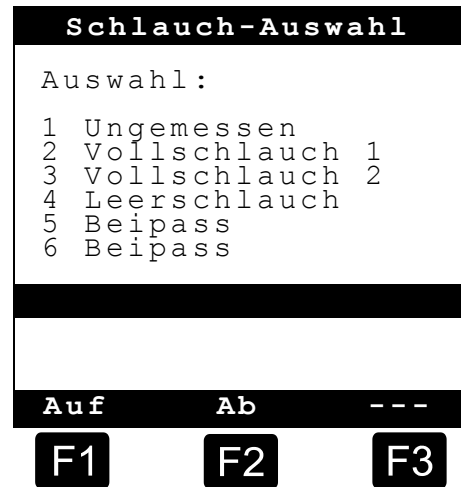 Schlauch-Auswahl
Auswahl:
1 Ungemessen
2 Vollschlauch 1
3 Vollschlauch 2
4 Leerschlauch
5 Beipass
6 Beipass
Auf Ab ---
F1 F2 F3